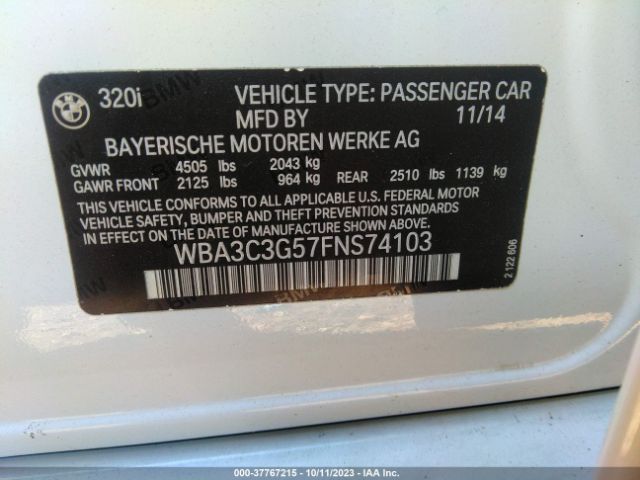 320i VEHICLE TYPE: PASSENGER CAR
MFD BY 11/14
BAYERISCHE MOTOREN WERKE AG
GVWR 4505 lbs 2043 kg
GAWR FRONT 2125 lbs 964 kg REAR 2510 lbs 1139 kg
THIS VEHICLE CONFORMS TO ALL APPLICABLE U.S. FEDERAL MOTOR
VEHICLE SAFETY, BUMPER AND THEFT PREVENTION STANDARDS IN
EFFECT ON THE DATE OF MANUFACTURE SHOWN ABOVE.
WBA3C3G57FNS74103
2 122 606
000-37767215 - 10/11/2023 - IAA Inc.